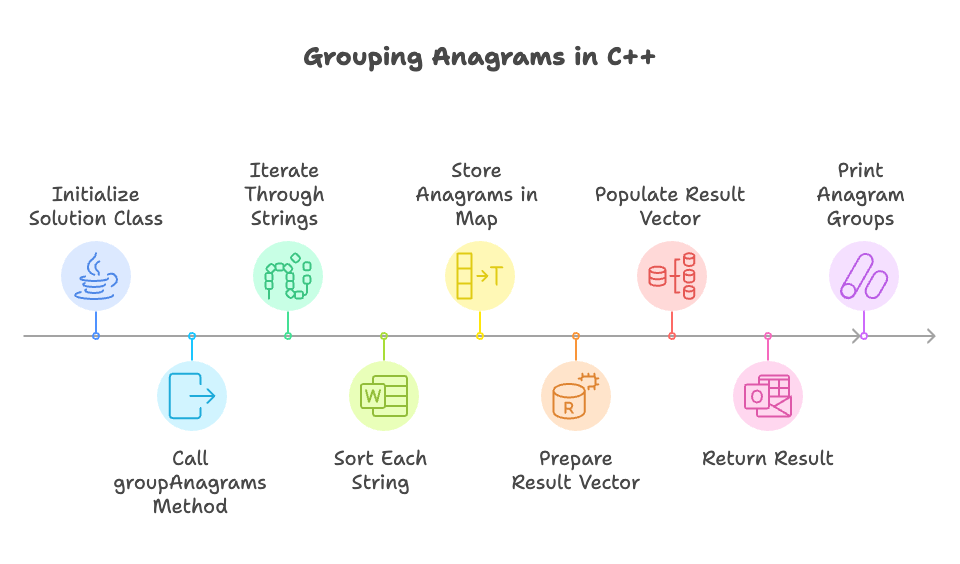 Grouping Anagrams in C++
Initialize
Solution Class
Iterate
Through
Strings
Store
Anagrams in
Map
Populate Result
Vector
Print
Anagram
Groups
T
W
R
O
Call
groupAnagrams
Method
Sort Each
String
Prepare
Result Vector
Return Result